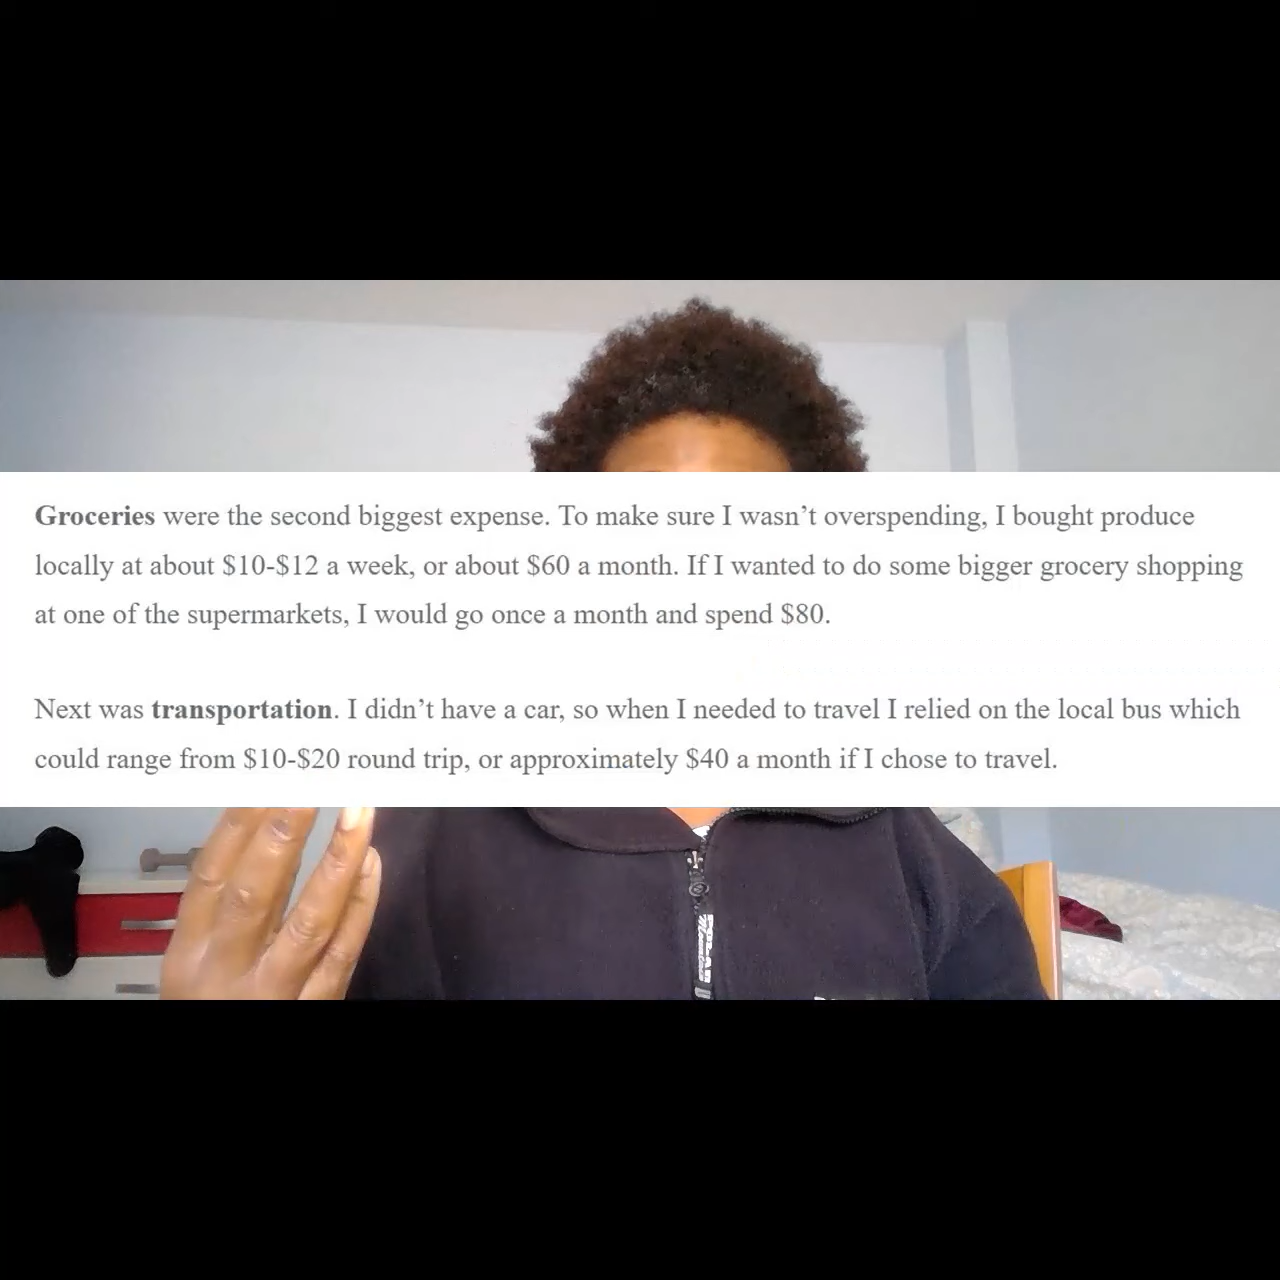 Groceries were the second biggest expense. To make sure I wasn’t overspending, I bought produce
locally at about $10-$12 a week, or about $60 a month. If I wanted to do some bigger grocery shopping
at one of the supermarkets, I would go once a month and spend $80.
Next was transportation. I didn’t have a car, so when I needed to travel I relied on the local bus which
could range from $10-$20 round trip, or approximately $40 a month if I chose to travel.